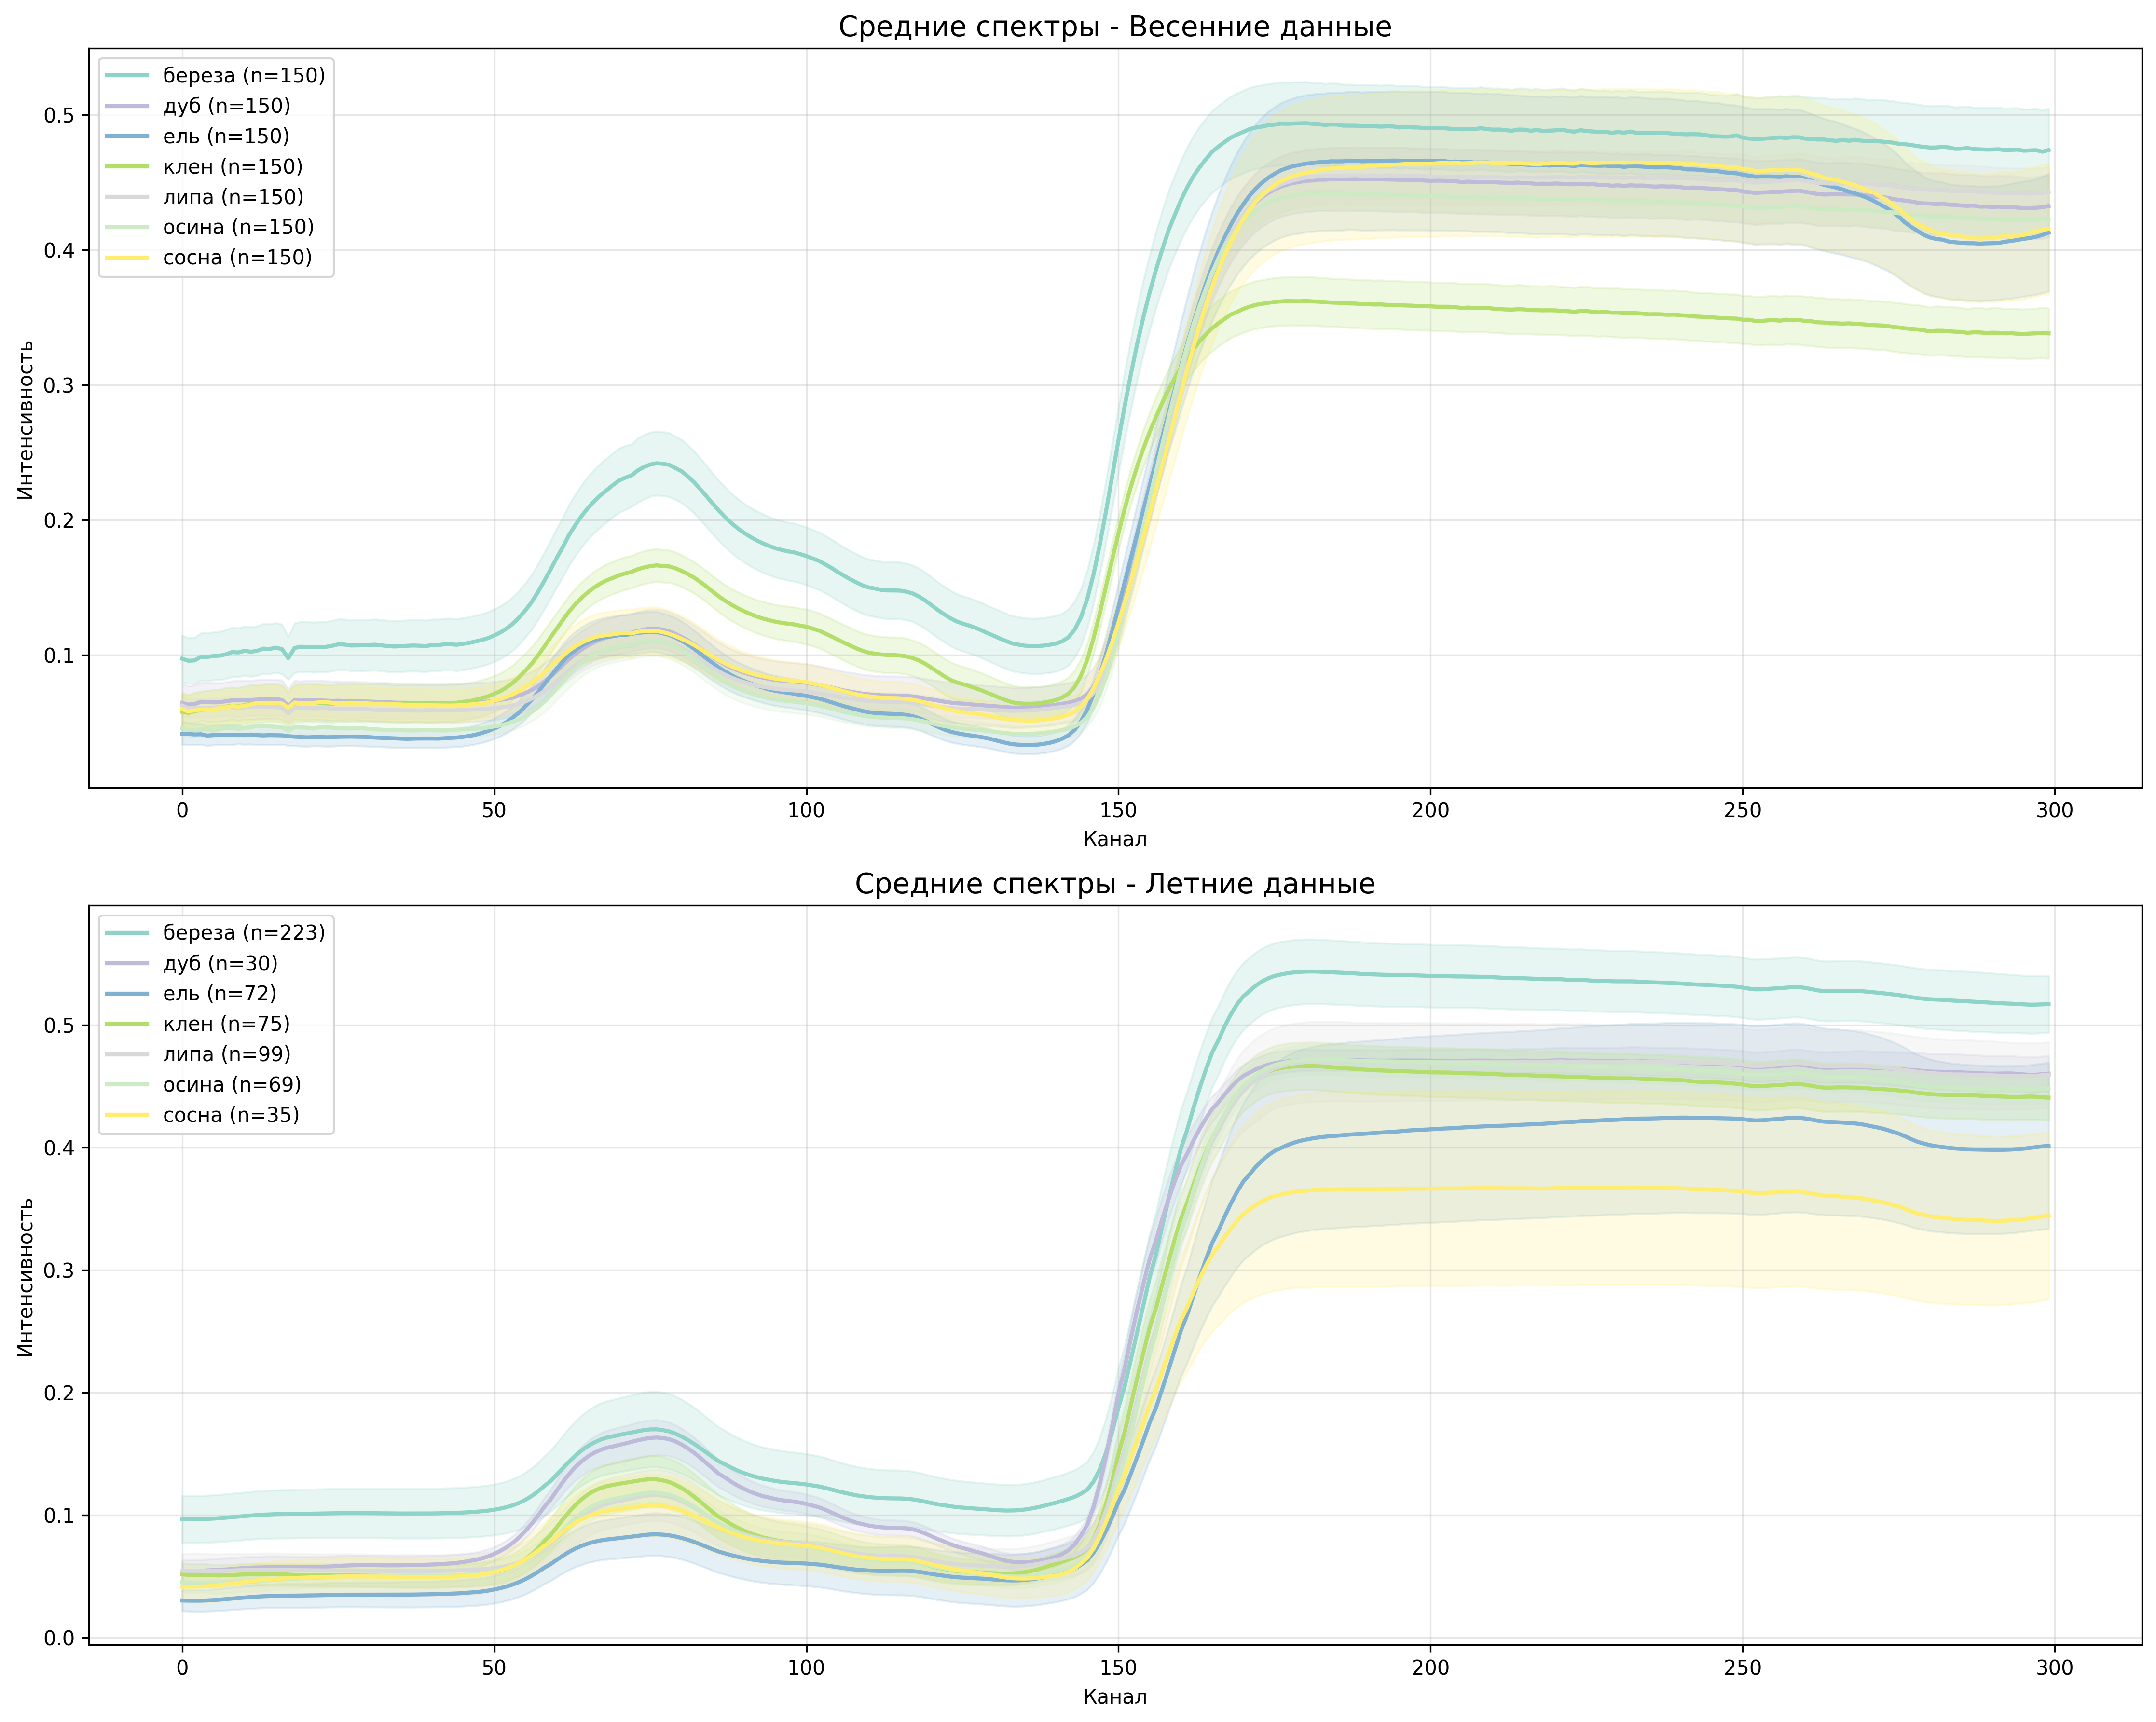 Средние спектры - Весенние данные
береза (n=150)
дуб (n=150)
ель (n=150)
клен (n=150)
липа (n=150)
осина (n=150)
сосна (n=150)
Интенсивность
0.5
0.4
0.3
0.2
0.1
0 50 100 150 200 250 300
Канал
Средние спектры - Летние данные
береза (n=223)
дуб (n=30)
ель (n=72)
клен (n=75)
липа (n=99)
осина (n=69)
сосна (n=35)
Интенсивность
0.5
0.4
0.3
0.2
0.1
0.0
0 50 100 150 200 250 300
Канал